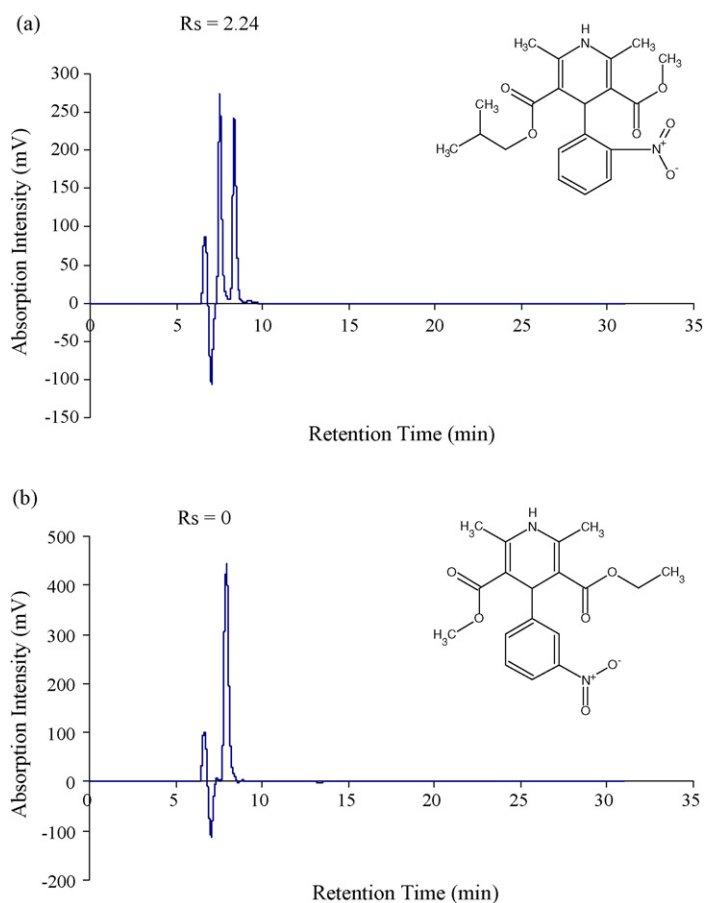 (a)
Rs = 2.24
Absorption Intensity (mV)
300
250
200
150
100
50
0
-50
-100
-150
0
5
10
15
20
25
30
35
Retention Time (min)
H
N
H₃C
CH₃
CH₃
O
O
O
O
H₃C
H₃C
N⁺
O
O⁻
(b)
Rs = 0
Absorption Intensity (mV)
500
400
300
200
100
0
-100
-200
0
5
10
15
20
25
30
35
Retention Time (min)
H
N
H₃C
CH₃
O
O
CH₃
O
O
H₃C
N⁺
O⁻
O